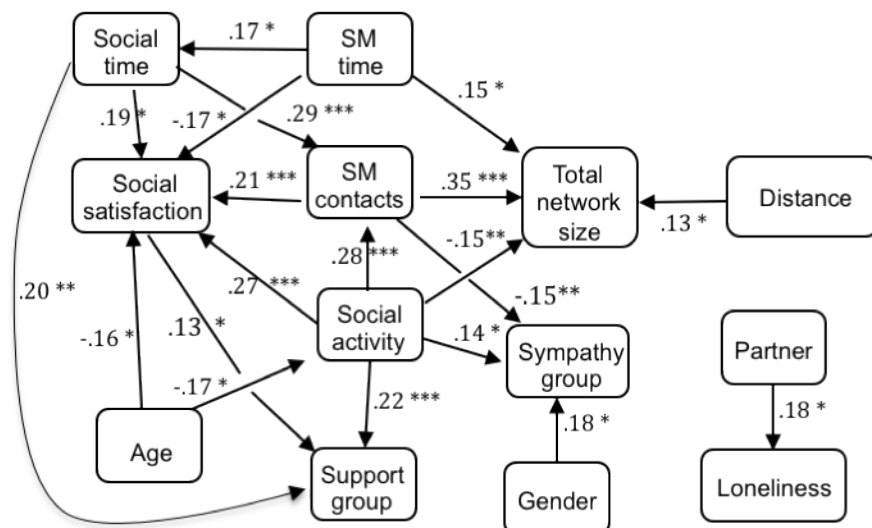 Social
time
.17 *
SM
time
.19 *
-.17 *
.29 ***
.15 *
Social
satisfaction
.21 ***
SM
contacts
.35 ***
Total
network
size
.13 *
Distance
.20 **
.27 ***
.28 ***
-.15**
-.15**
-.16 *
.13 *
-.17 *
Social
activity
.14 *
Sympathy
group
Partner
.22 ***
.18 *
.18 *
Age
Support
group
Gender
Loneliness